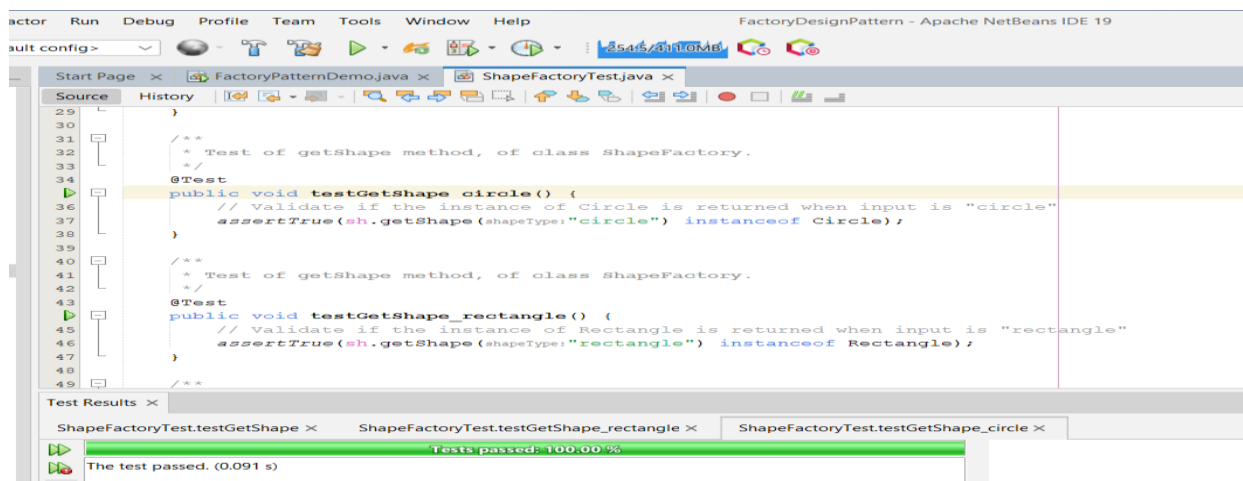 actor Run Debug Profile Team Tools Window Help FactoryDesignPattern - Apache NetBeans IDE 19
ault config> 254.5/411.0MB
Start Page × FactoryPatternDemo.java × ShapeFactoryTest.java ×
Source History
29 }
30
31 /**
32 * Test of getShape method, of class ShapeFactory.
33 */
34 @Test
public void testGetShape_circle() {
36 // Validate if the instance of Circle is returned when input is "circle"
37 assertTrue(sh.getShape(shapeType:"circle") instanceof Circle);
38 }
39
40 /**
41 * Test of getShape method, of class ShapeFactory.
42 */
43 @Test
public void testGetShape_rectangle() {
45 // Validate if the instance of Rectangle is returned when input is "rectangle"
46 assertTrue(sh.getShape(shapeType:"rectangle") instanceof Rectangle);
47 }
48
49 /**
Test Results ×
ShapeFactoryTest.testGetShape × ShapeFactoryTest.testGetShape_rectangle × ShapeFactoryTest.testGetShape_circle ×
Tests passed: 100.00 %
The test passed. (0.091 s)